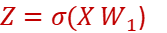 Z = σ(X W₁)